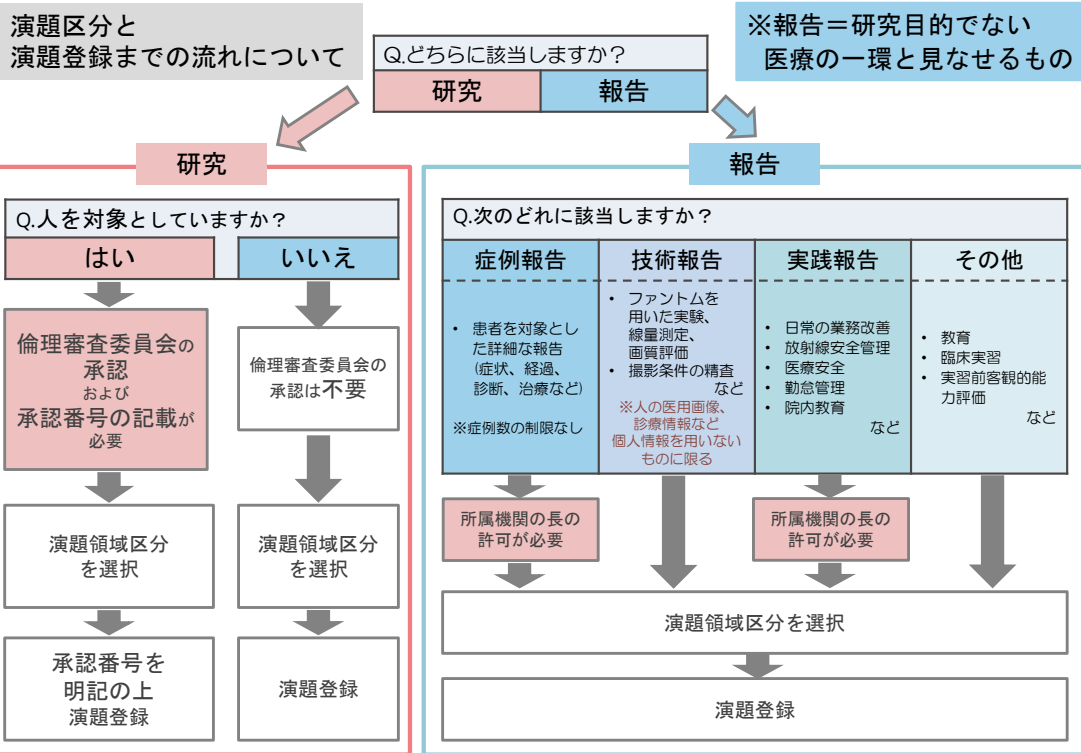 演題区分と
演題登録までの流れについて
Q.どちらに該当しますか？
研究
報告
※報告＝研究目的でない
医療の一環と見なせるもの
研究
Q.人を対象としていますか？
はい
いいえ
倫理審査委員会の
承認
および
承認番号の記載が
必要
倫理審査委員会の
承認は不要
演題領域区分
を選択
演題領域区分
を選択
承認番号を
明記の上
演題登録
演題登録
報告
Q.次のどれに該当しますか？
症例報告
• 患者を対象とし
た詳細な報告
(症状、経過、
診断、治療など)
※症例数の制限なし
技術報告
• ファントムを
用いた実験、
線量測定、
画質評価
• 撮影条件の精査
など
※人の医用画像、
診療情報など
個人情報を用いない
ものに限る
実践報告
• 日常の業務改善
• 放射線安全管理
• 医療安全
• 勤怠管理
• 院内教育
など
その他
• 教育
• 臨床実習
• 実習前客観的能
力評価
など
所属機関の長の
許可が必要
所属機関の長の
許可が必要
演題領域区分を選択
演題登録